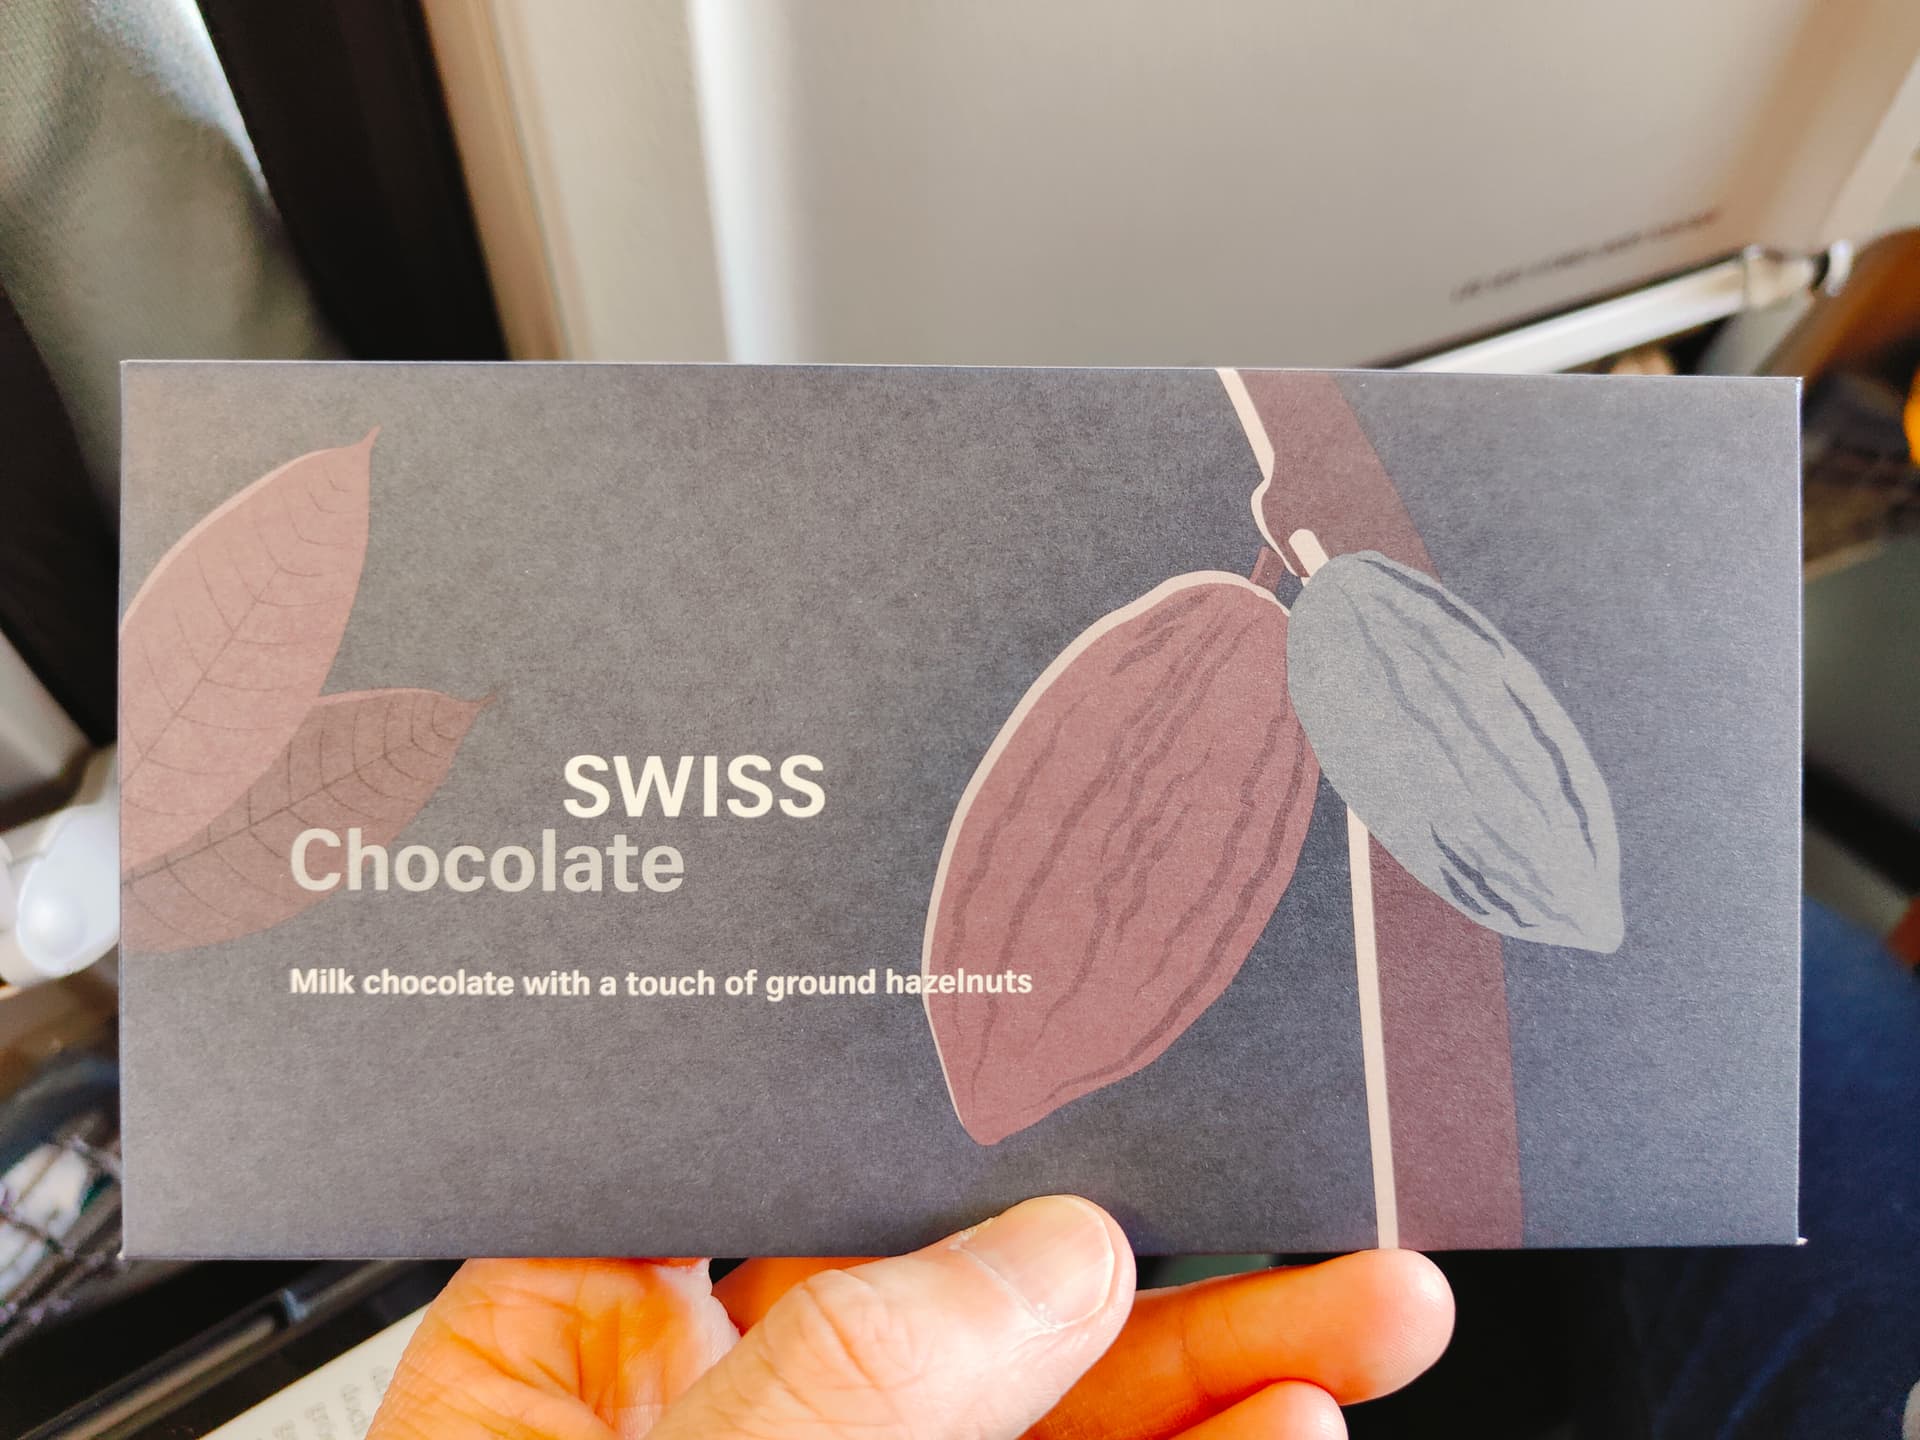 SWISS
Chocolate
Milk chocolate with a touch of ground hazelnuts